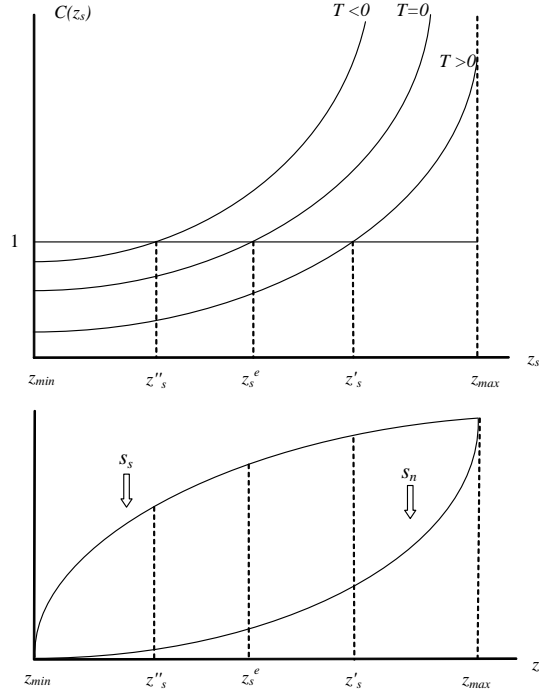 C(z_s)
T <0
T=0
T >0
1
z_s
z_min
z''_s
z_s^e
z'_s
z_max
s_s
s_n
z_min
z''_s
z_s^e
z'_s
z_max
z